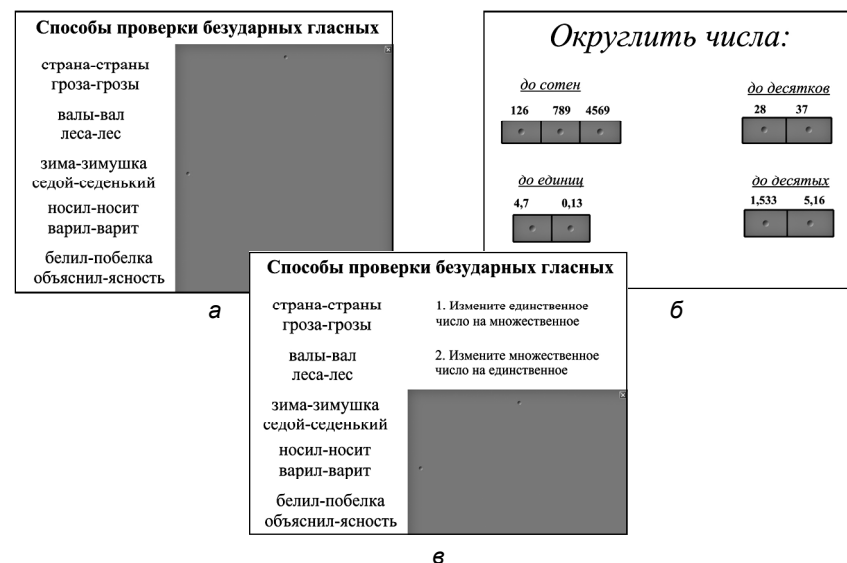 Способы проверки безударных гласных
страна-страны
гроза-грозы
валы-вал
леса-лес
зима-зимушка
седой-седенький
носил-носит
варил-варит
белил-побелка
объяснил-ясность
а
Округлить числа:
до сотен
126 789 4569
до десятков
28 37
до единиц
4,7 0,13
до десятых
1,533 5,16
б
Способы проверки безударных гласных
страна-страны
гроза-грозы
1. Измените единственное
число на множественное
валы-вал
леса-лес
2. Измените множественное
число на единственное
зима-зимушка
седой-седенький
носил-носит
варил-варит
белил-побелка
объяснил-ясность
в